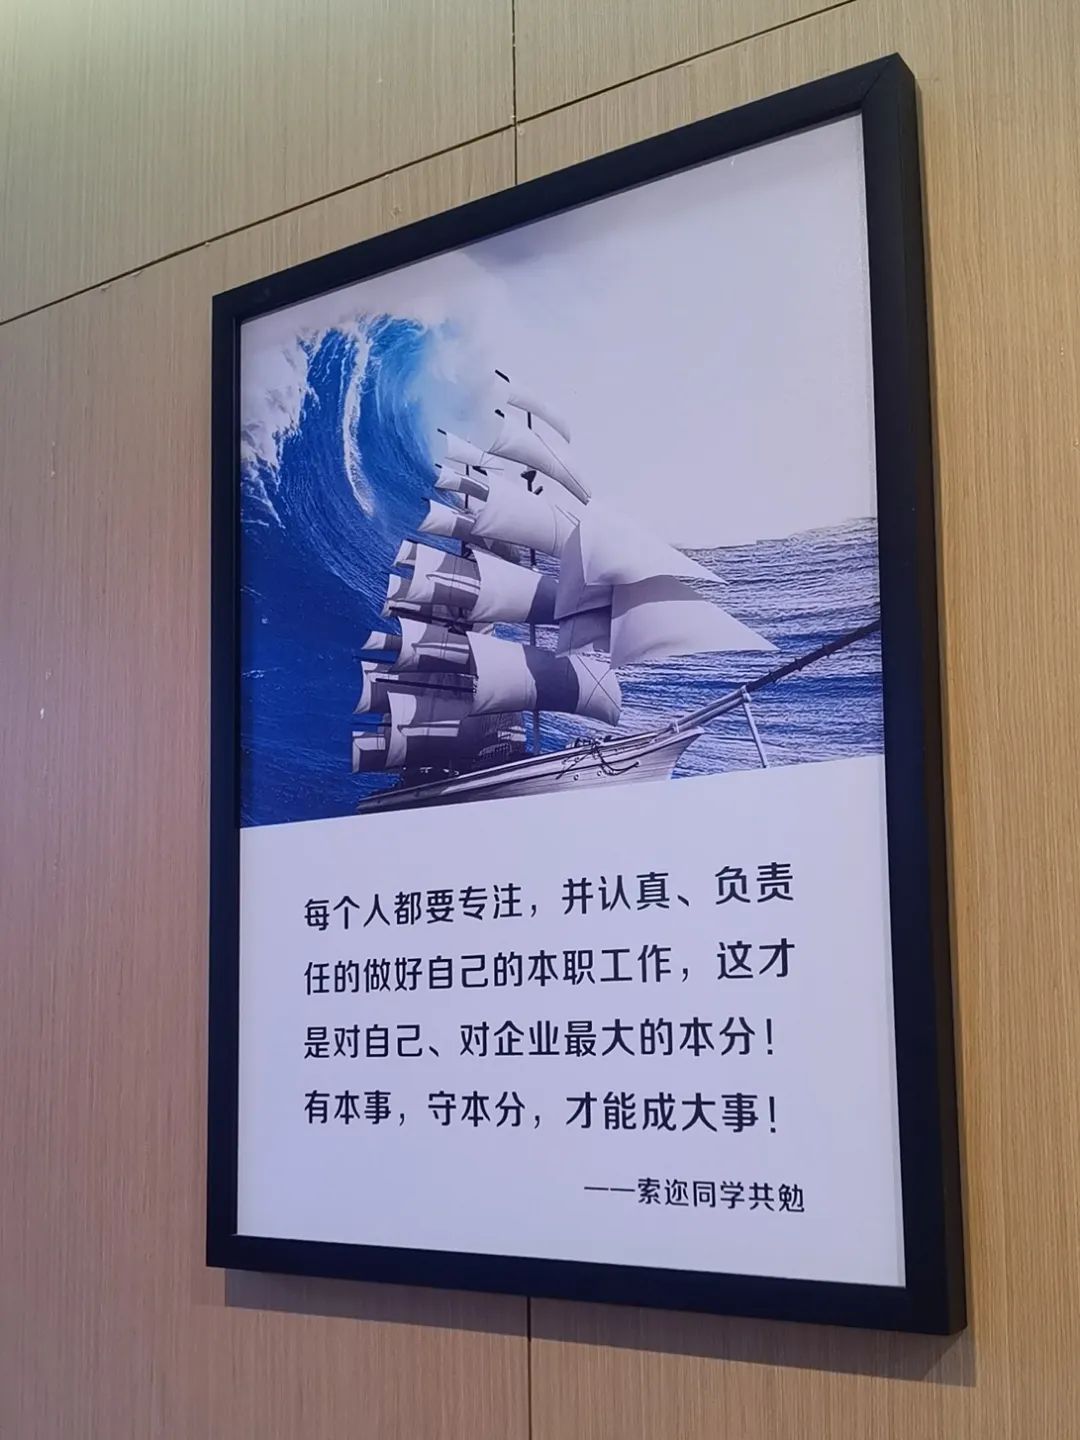 每个人都要专注，并认真、负责
任的做好自己的本职工作，这才
是对自己、对企业最大的本分！
有本事，守本分，才能成大事！
——索迩同学共勉